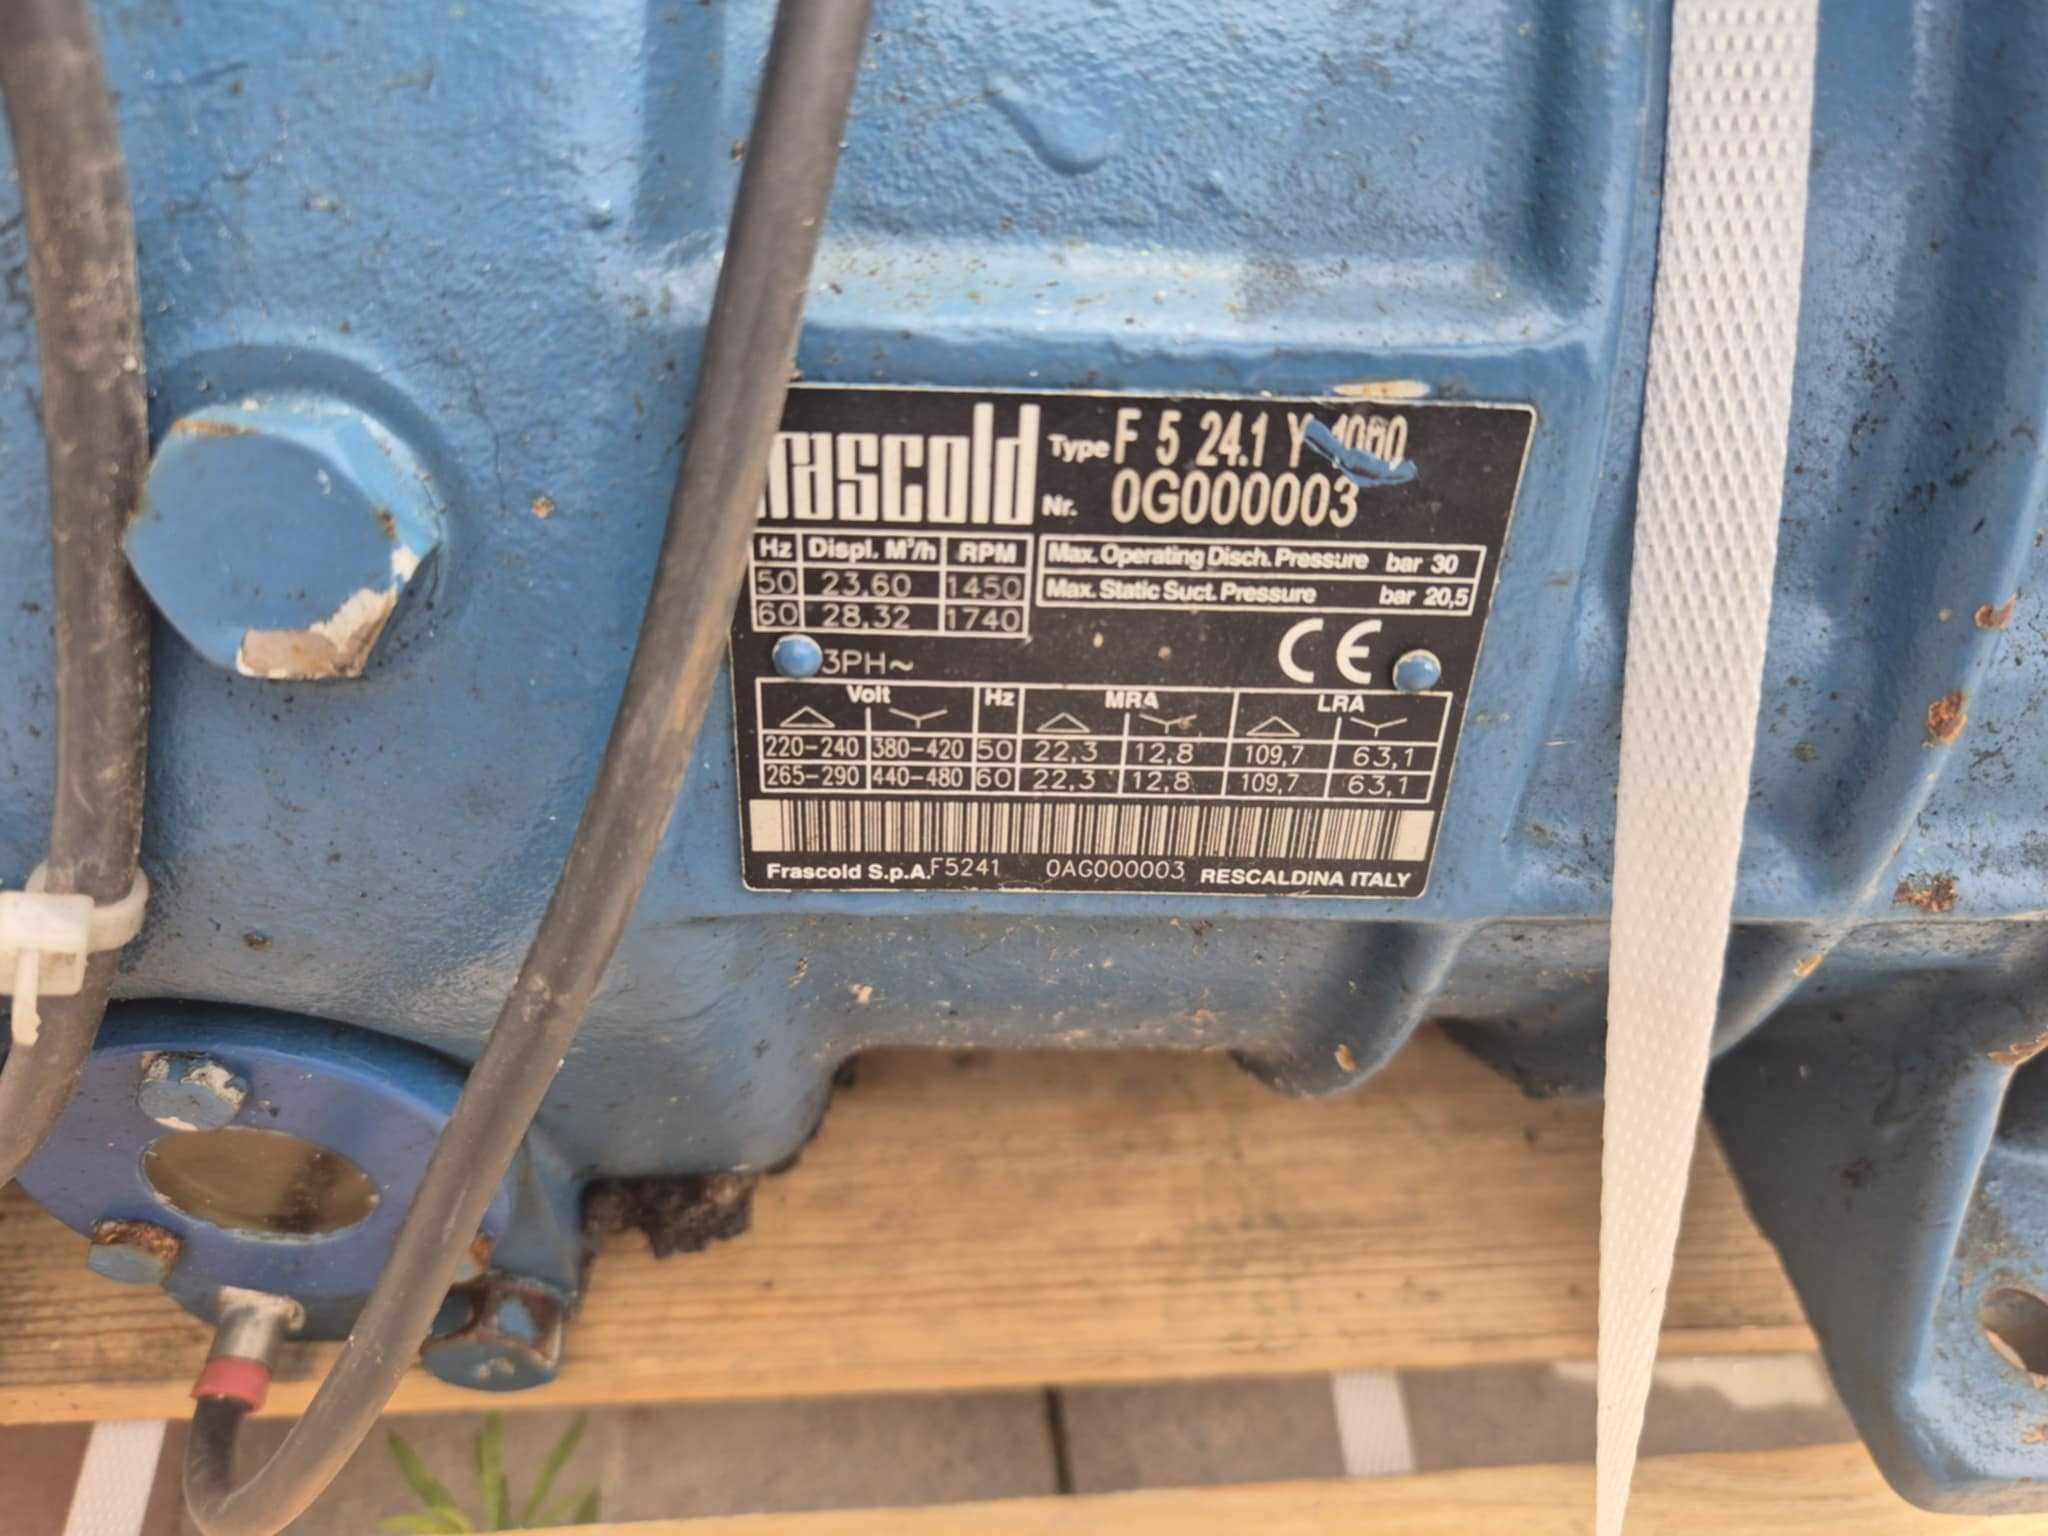 frascold
Type F 5 24.1 Y
Nr. 0G000003
Hz Displ. M³/h RPM
50 23,60 1450
60 28,32 1740
Max. Operating Disch. Pressure bar 30
Max. Static Suct. Pressure bar 20,5
3PH~ CE
Volt Hz MRA LRA
220-240 380-420 50 22,3 12,8 109,7 63,1
265-290 440-480 60 22,3 12,8 109,7 63,1
Frascold S.p.A. F5241 0AG000003 RESCALDINA ITALY